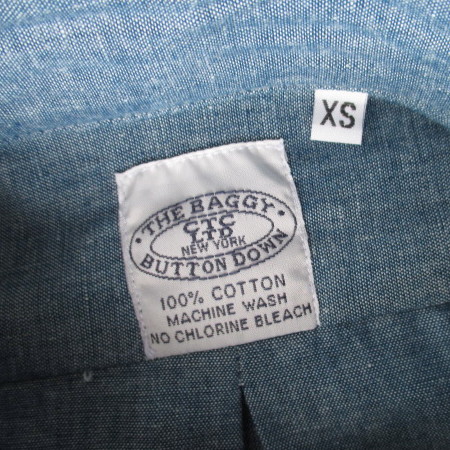 XS
THE BAGGY
CTC
LTD
NEW YORK
BUTTON DOWN
100% COTTON
MACHINE WASH
NO CHLORINE BLEACH